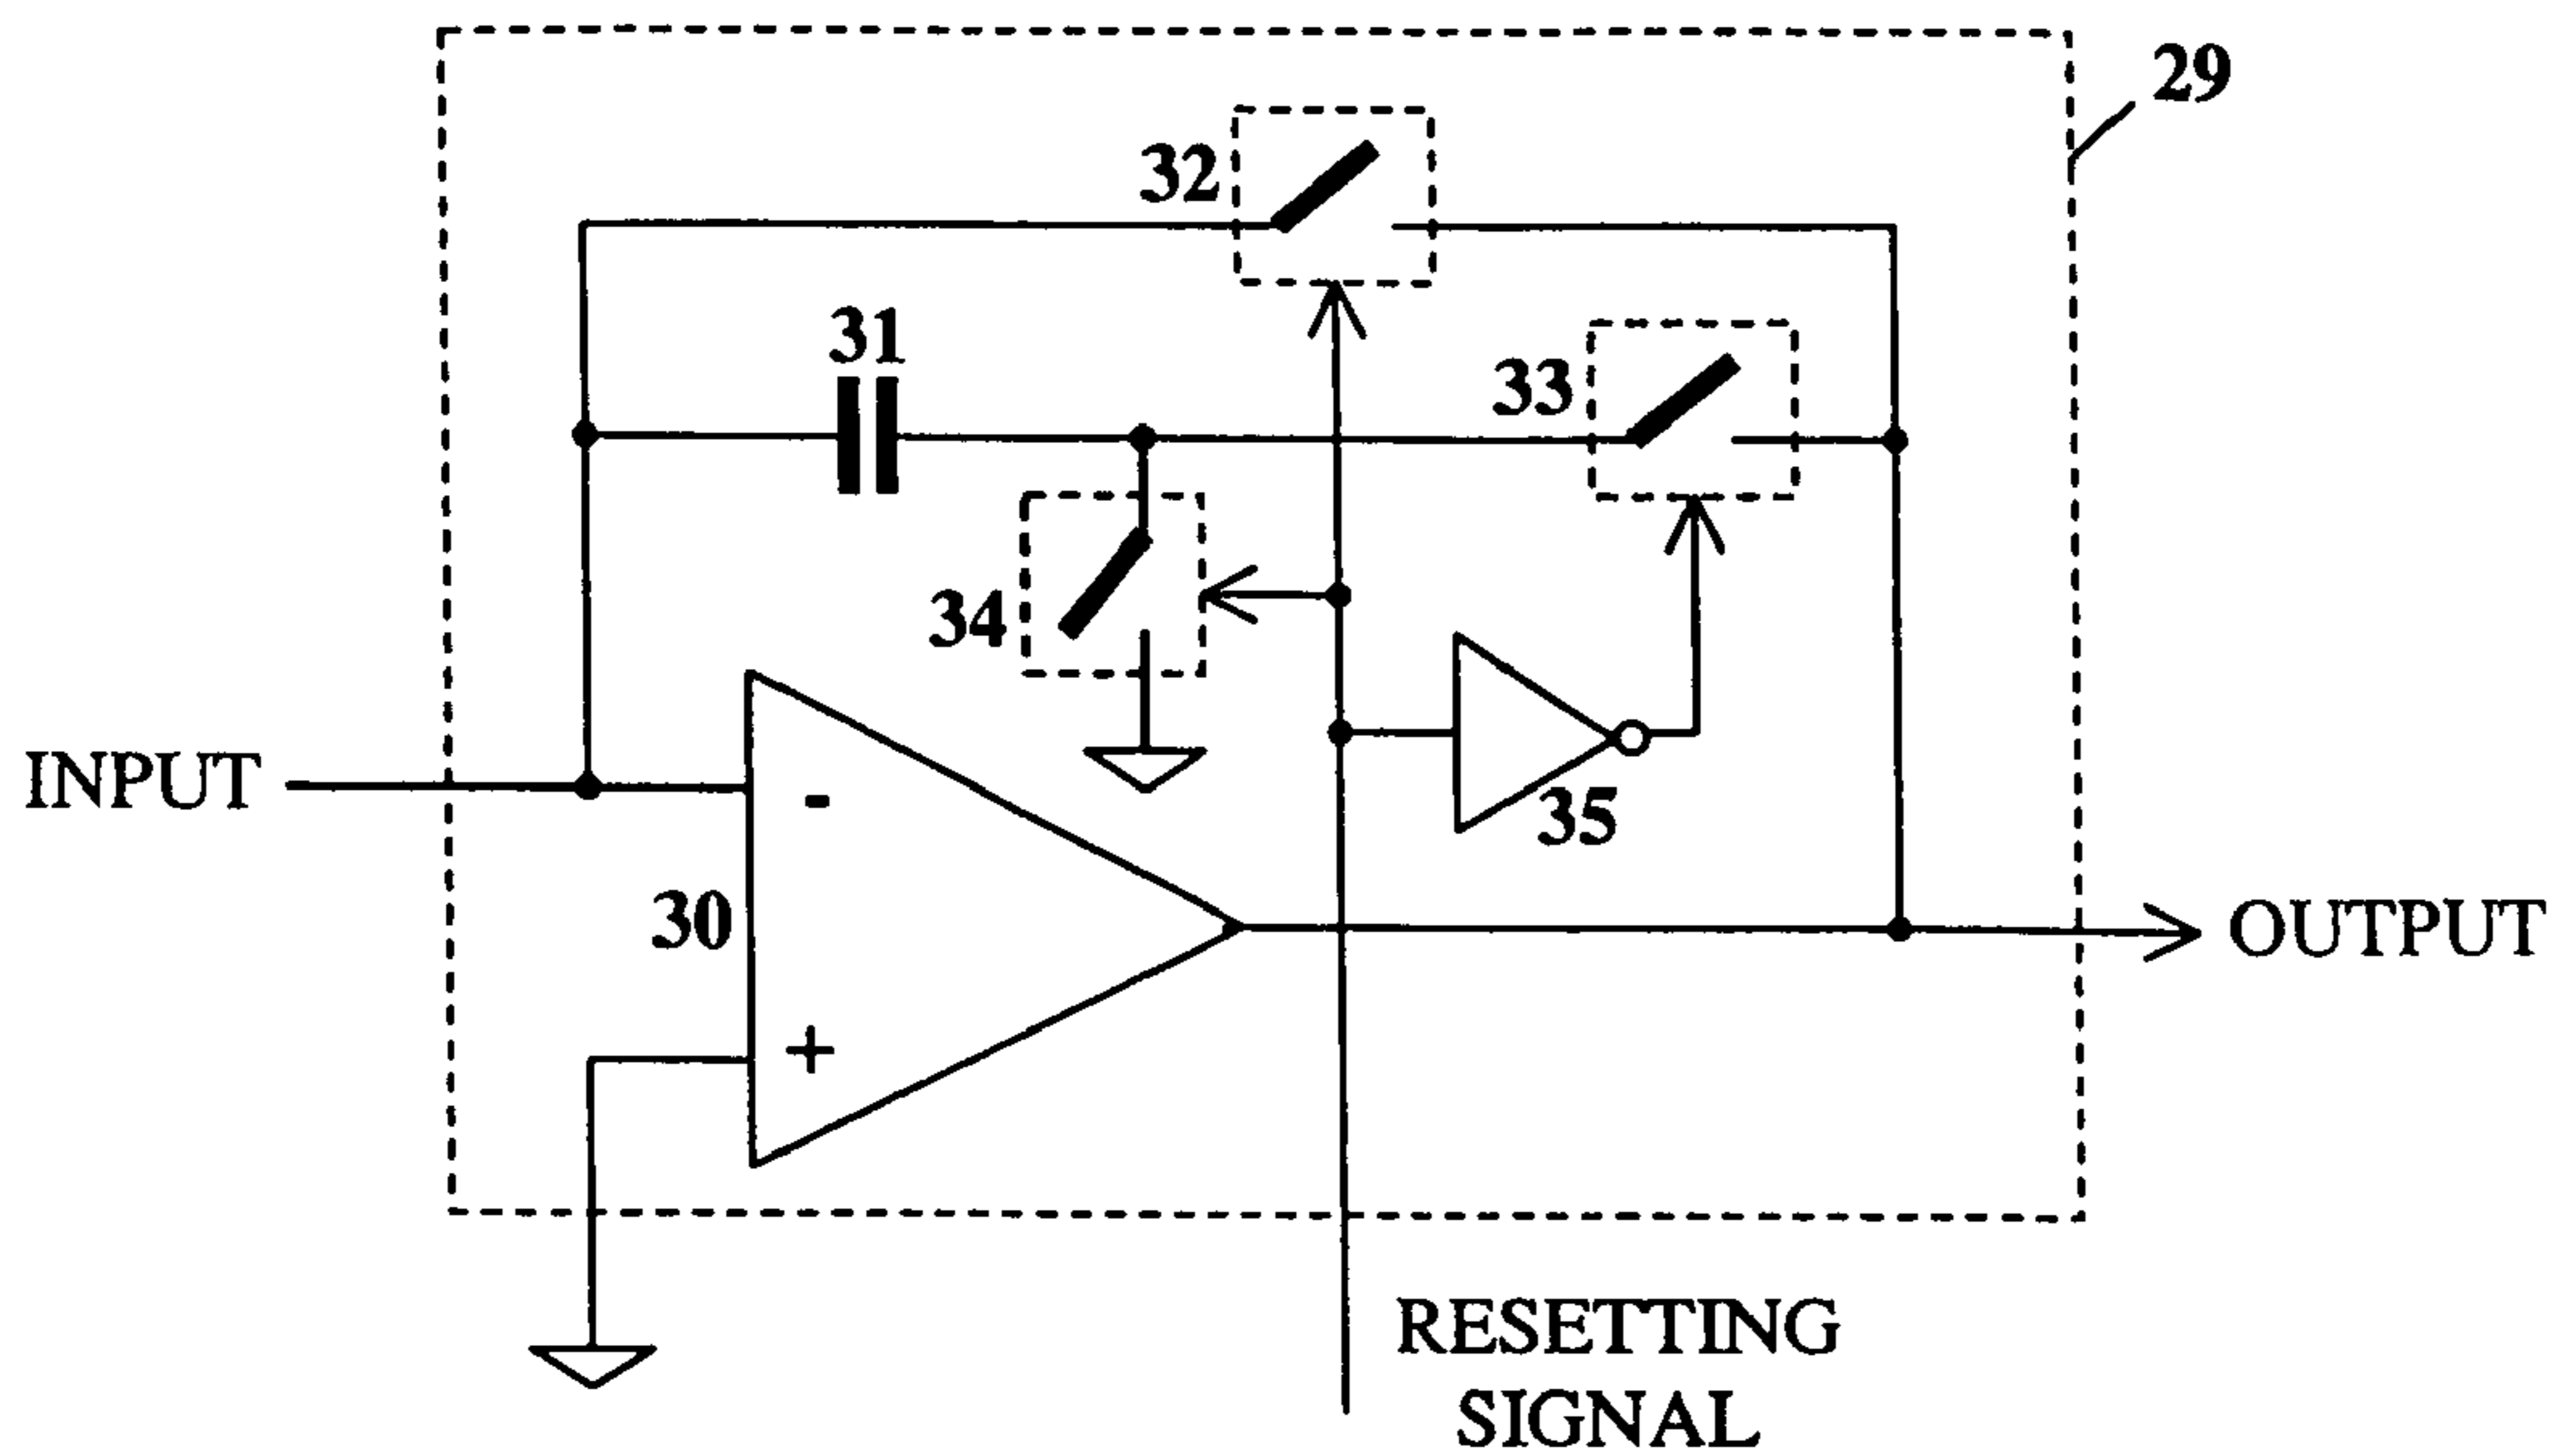 29
32
31
33
34
35
-
INPUT
30
+
OUTPUT
RESETTING
SIGNAL